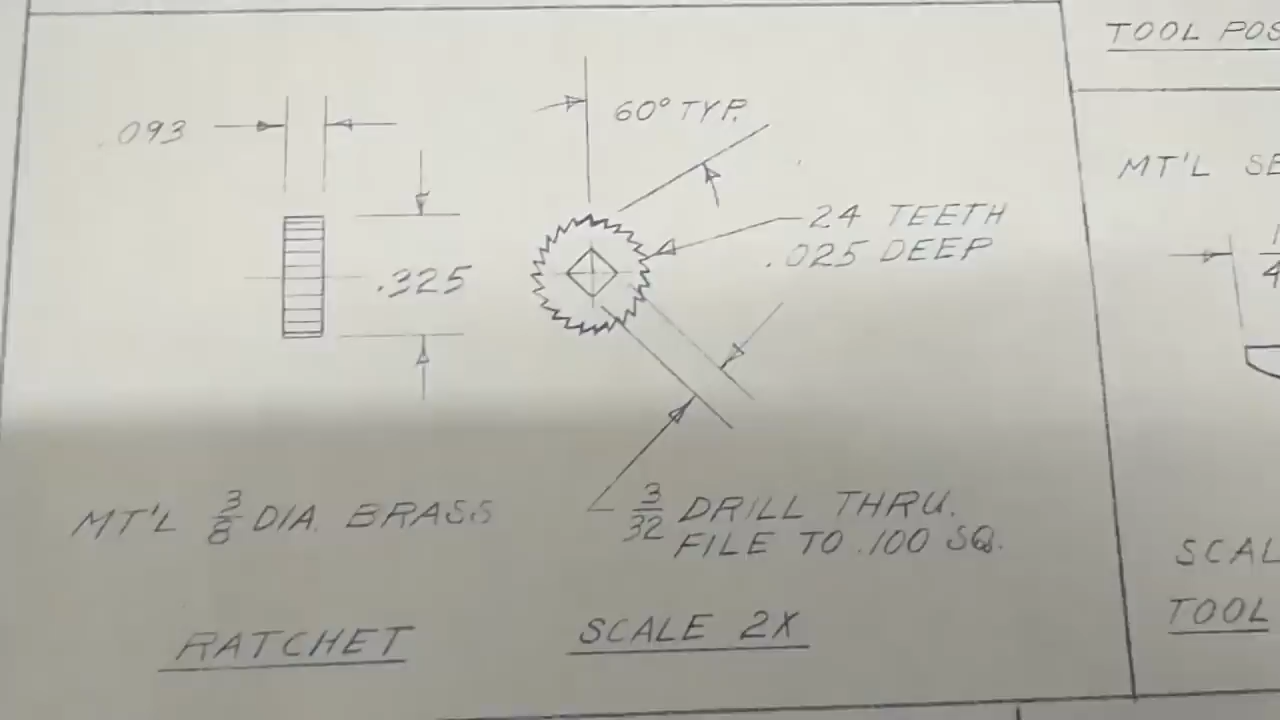 .093
60° TYP.
24 TEETH
.025 DEEP
.325
MT'L 3/8 DIA. BRASS
3/32 DRILL THRU.
FILE TO .100 SQ.
RATCHET
SCALE 2X
TOOL POS
MT'L SE
SCAL
TOOL